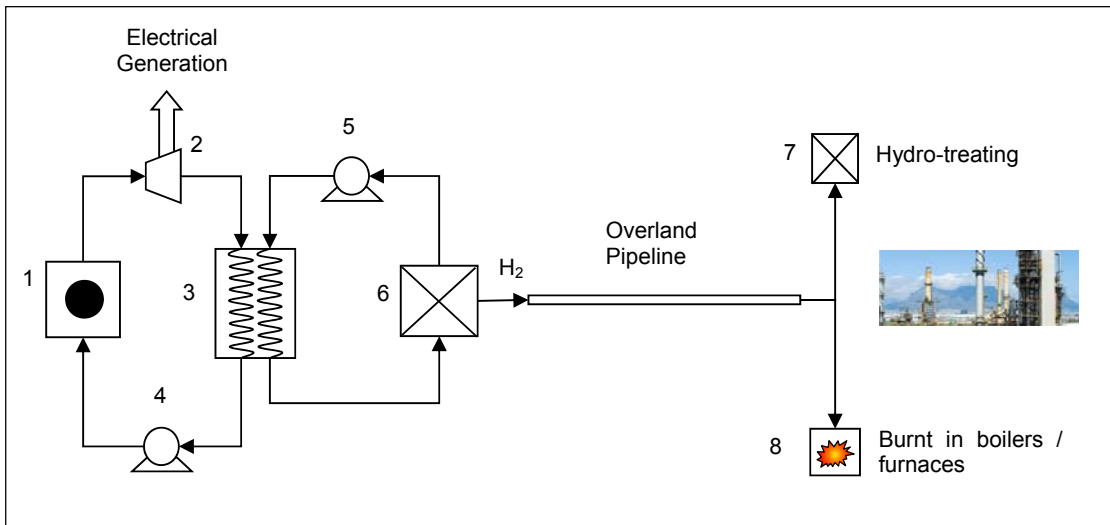 Electrical
Generation
2
5
7
Hydro-treating
Overland
Pipeline
1
3
6
H₂
4
8
Burnt in boilers /
furnaces